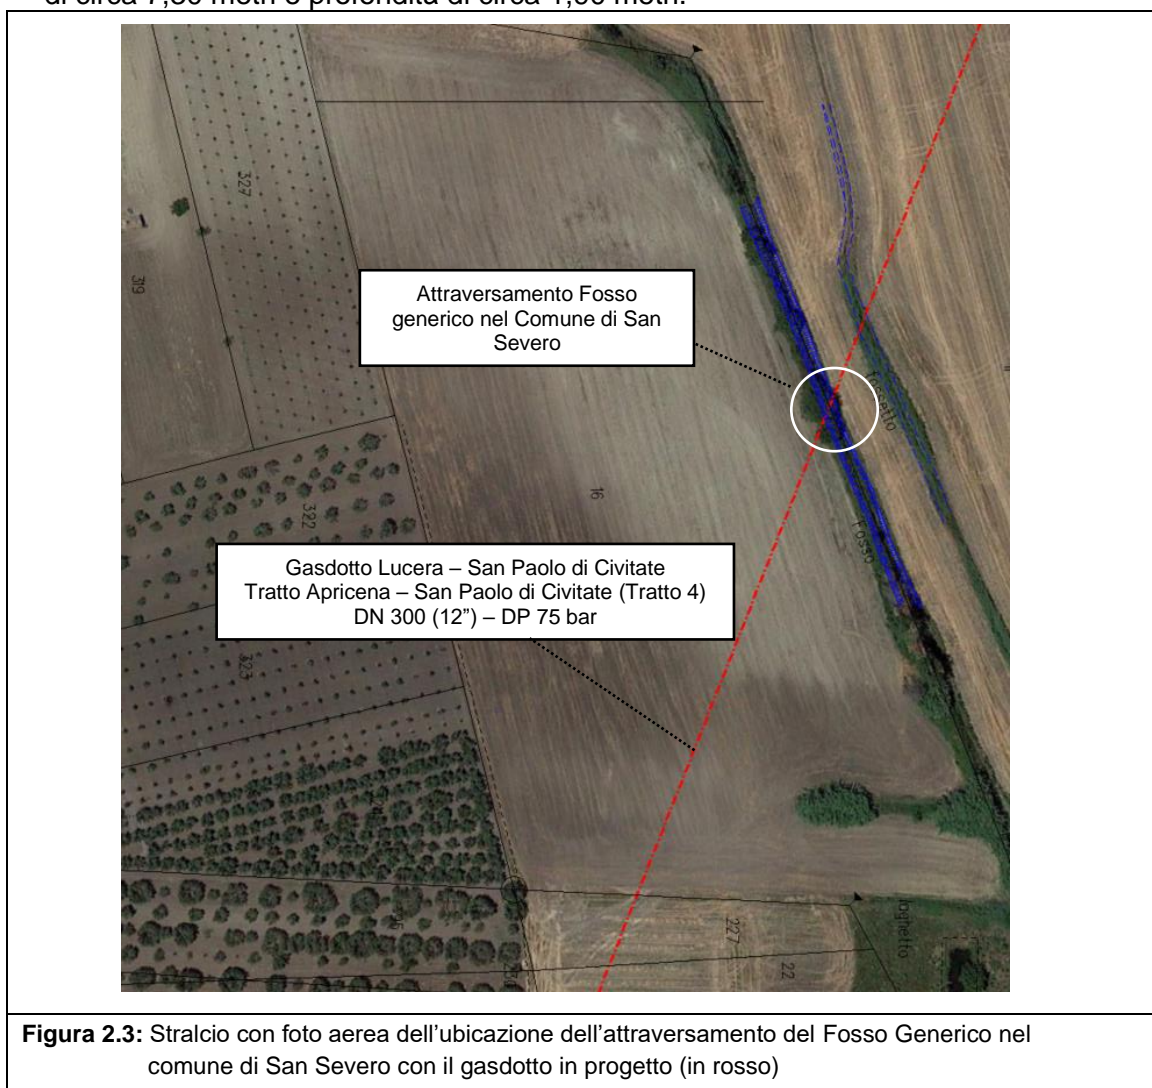 Attraversamento Fosso
generico nel Comune di San
Severo
Gasdotto Lucera – San Paolo di Civitate
Tratto Apricena – San Paolo di Civitate (Tratto 4)
DN 300 (12”) – DP 75 bar
327
319
322
16
323
fossetto
Fosso
227
22
laghetto
Figura 2.3: Stralcio con foto aerea dell’ubicazione dell’attraversamento del Fosso Generico nel
comune di San Severo con il gasdotto in progetto (in rosso)